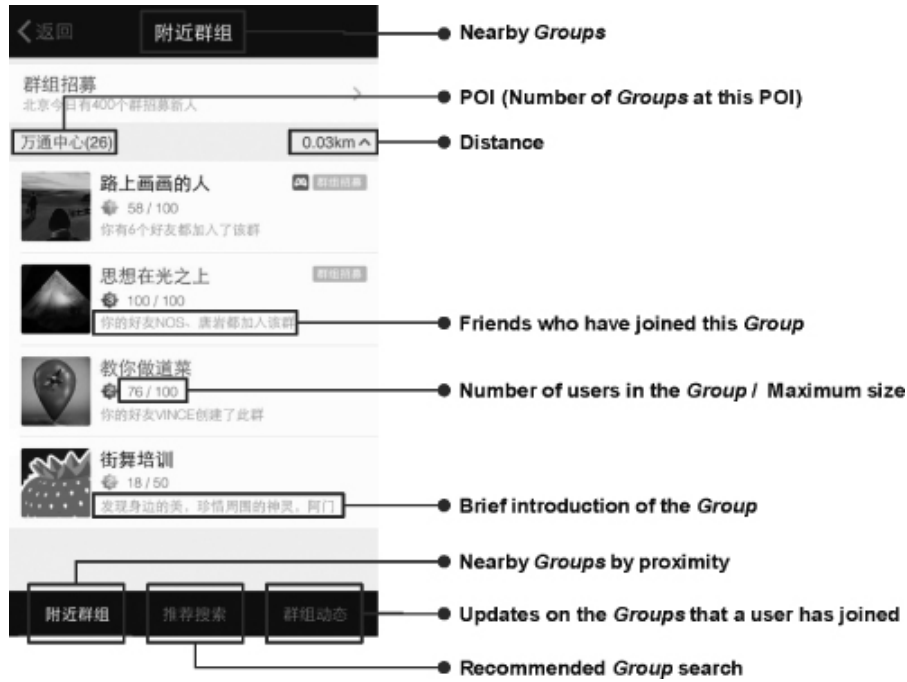 返回
附近群组
Nearby Groups
群组招募
北京今日有400个群招募新人
POI (Number of Groups at this POI)
万通中心(26)
0.03km
Distance
路上画画的人
群组招募
58 / 100
你有6个好友都加入了该群
思想在光之上
群组招募
100 / 100
你的好友NOS、唐岩都加入该群
Friends who have joined this Group
教你做道菜
76 / 100
Number of users in the Group / Maximum size
你的好友VINCE创建了此群
街舞培训
18 / 50
发现身边的美，珍惜周围的神灵，阿门
Brief introduction of the Group
Nearby Groups by proximity
附近群组
推荐搜索
群组动态
Updates on the Groups that a user has joined
Recommended Group search